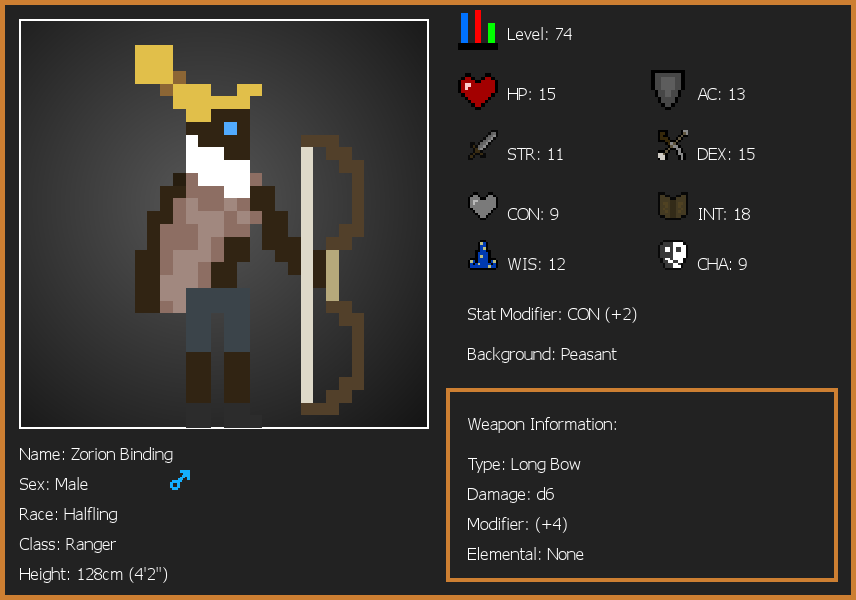 Level: 74
HP: 15
AC: 13
STR: 11
DEX: 15
CON: 9
INT: 18
WIS: 12
CHA: 9
Stat Modifier: CON (+2)
Background: Peasant
Weapon Information:
Type: Long Bow
Damage: d6
Modifier: (+4)
Elemental: None
Name: Zorion Binding
Sex: Male
Race: Halfling
Class: Ranger
Height: 128cm (4'2")